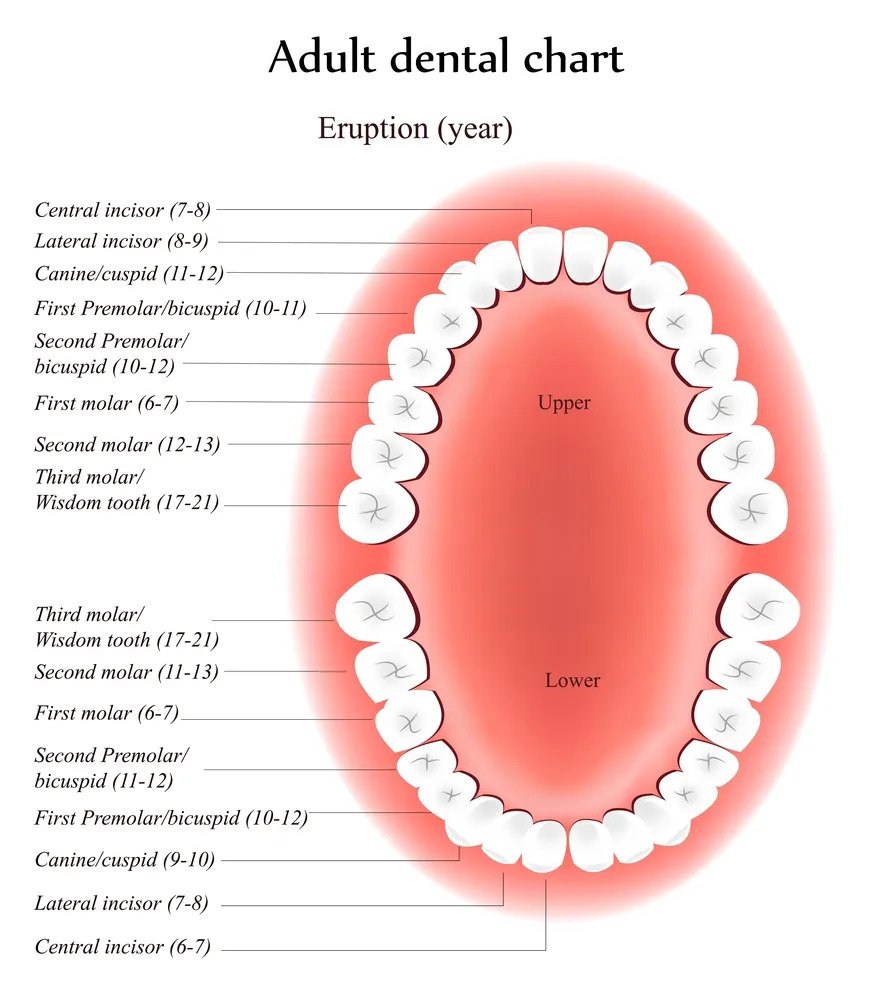 Adult dental chart
Eruption (year)
Central incisor (7-8)
Lateral incisor (8-9)
Canine/cuspid (11-12)
First Premolar/bicuspid (10-11)
Second Premolar/
bicuspid (10-12)
First molar (6-7)
Upper
Second molar (12-13)
Third molar/
Wisdom tooth (17-21)
Third molar/
Wisdom tooth (17-21)
Second molar (11-13)
Lower
First molar (6-7)
Second Premolar/
bicuspid (11-12)
First Premolar/bicuspid (10-12)
Canine/cuspid (9-10)
Lateral incisor (7-8)
Central incisor (6-7)